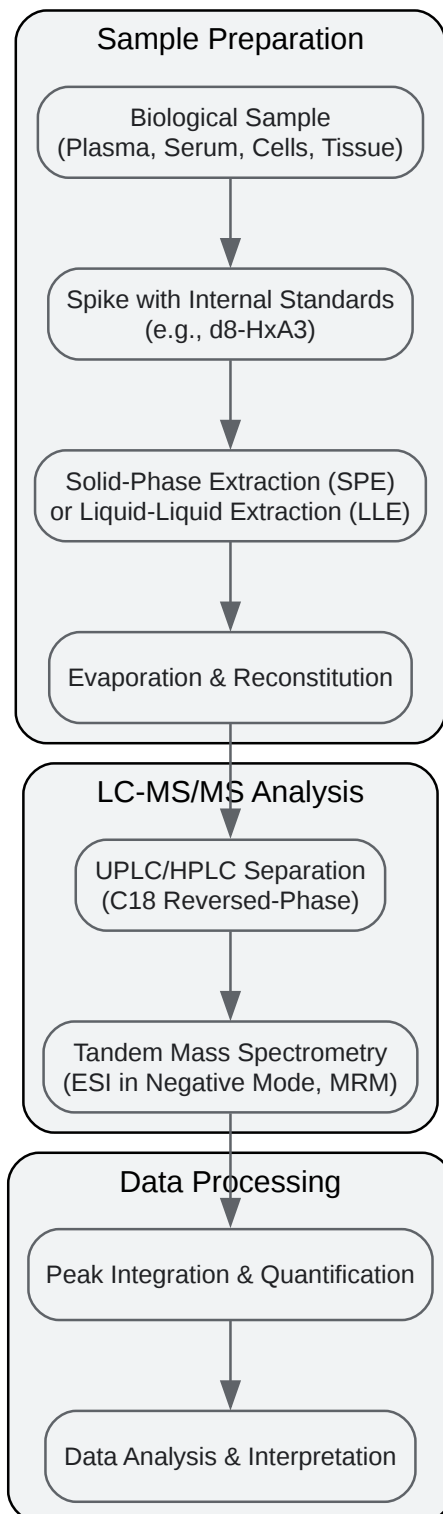 Sample Preparation
Biological Sample
(Plasma, Serum, Cells, Tissue)
Spike with Internal Standards
(e.g., d8-HxA3)
Solid-Phase Extraction (SPE)
or Liquid-Liquid Extraction (LLE)
Evaporation & Reconstitution
LC-MS/MS Analysis
UPLC/HPLC Separation
(C18 Reversed-Phase)
Tandem Mass Spectrometry
(ESI in Negative Mode, MRM)
Data Processing
Peak Integration & Quantification
Data Analysis & Interpretation